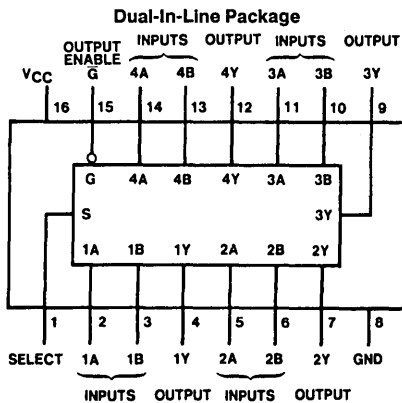 Dual-In-Line Package
OUTPUT INPUTS OUTPUT INPUTS OUTPUT
ENABLE
VCC G 4A 4B 4Y 3A 3B 3Y
16 15 14 13 12 11 10 9
G 4A 4B 4Y 3A 3B
S 3Y
1A 1B 1Y 2A 2B 2Y
1 2 3 4 5 6 7 8
SELECT 1A 1B 1Y 2A 2B 2Y GND
INPUTS OUTPUT INPUTS OUTPUT